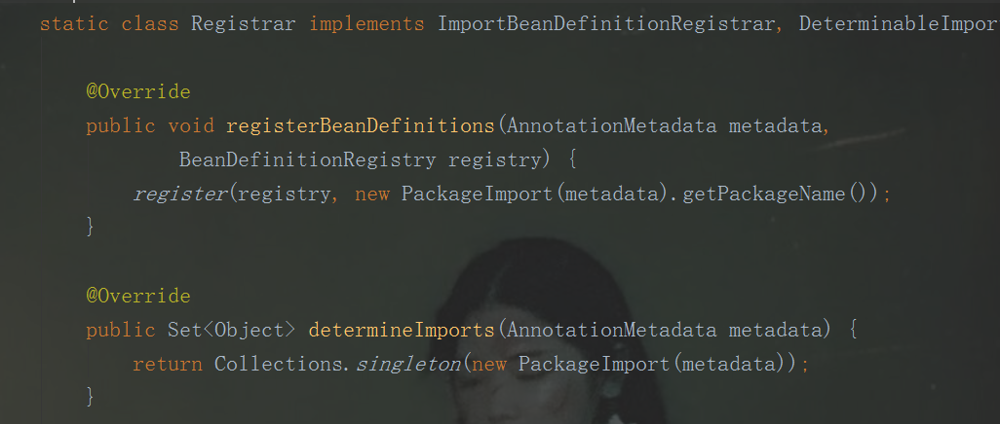 static class Registrar implements ImportBeanDefinitionRegistrar, DeterminableImpor
@Override
public void registerBeanDefinitions(AnnotationMetadata metadata,
BeanDefinitionRegistry registry) {
register(registry, new PackageImport(metadata).getPackageName());
}
@Override
public Set<Object> determineImports(AnnotationMetadata metadata) {
return Collections.singleton(new PackageImport(metadata));
}